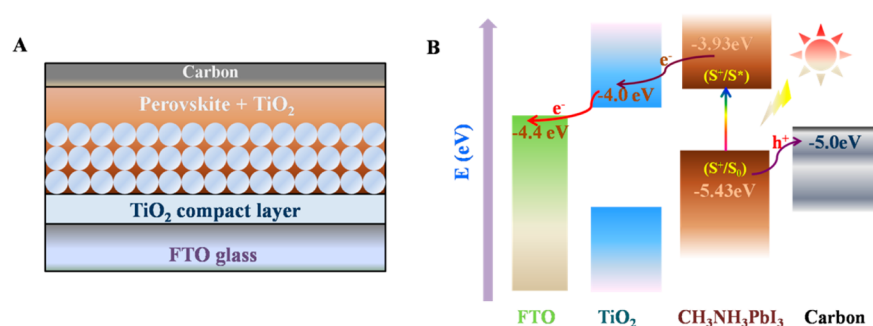 A
Carbon
Perovskite + TiO₂
TiO₂ compact layer
FTO glass
B
E (eV)
-3.93eV
e⁻
(S⁺/S*)
-4.0 eV
e⁻
-4.4 eV
h⁺
-5.0eV
(S⁺/S₀)
-5.43eV
FTO
TiO₂
CH₃NH₃PbI₃
Carbon